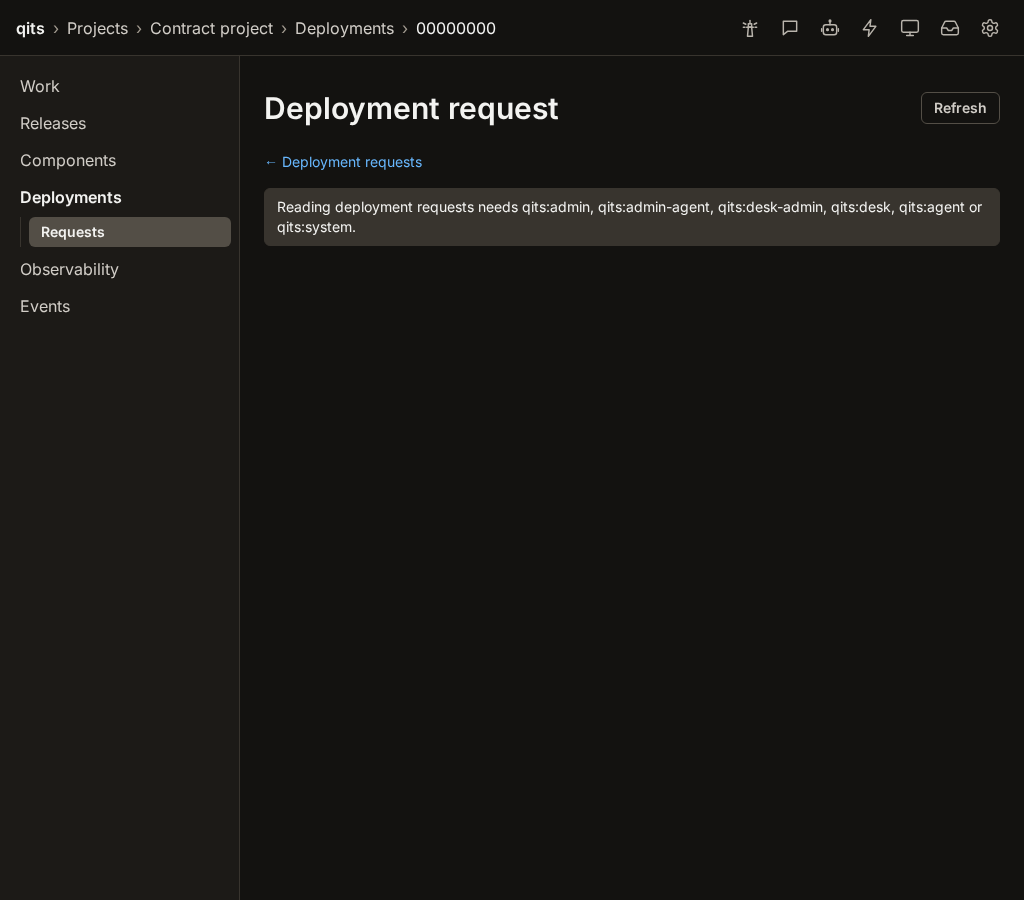 qits › Projects › Contract project › Deployments › 00000000
Work
Releases
Components
Deployments
Requests
Observability
Events
Deployment request
Refresh
← Deployment requests
Reading deployment requests needs qits:admin, qits:admin-agent, qits:desk-admin, qits:desk, qits:agent or
qits:system.